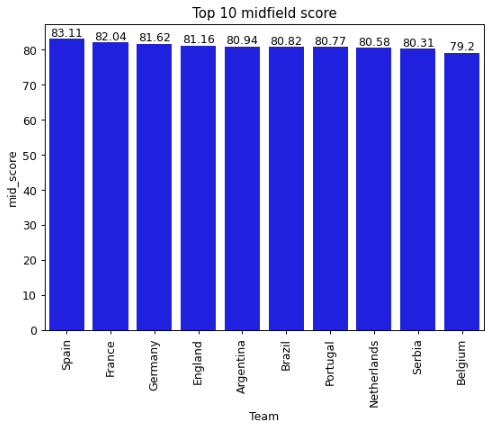 Top 10 midfield score
83.11 82.04 81.62 81.16 80.94 80.82 80.77 80.58 80.31 79.2
80
70
60
50
40
30
20
10
0
mid_score
Spain France Germany England Argentina Brazil Portugal Netherlands Serbia Belgium
Team